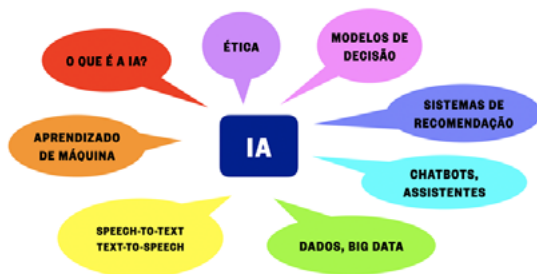 O QUE É A IA?
ÉTICA
MODELOS DE
DECISÃO
SISTEMAS DE
RECOMENDAÇÃO
CHATBOTS,
ASSISTENTES
DADOS, BIG DATA
SPEECH-TO-TEXT
TEXT-TO-SPEECH
APRENDIZADO
DE MÁQUINA
IA